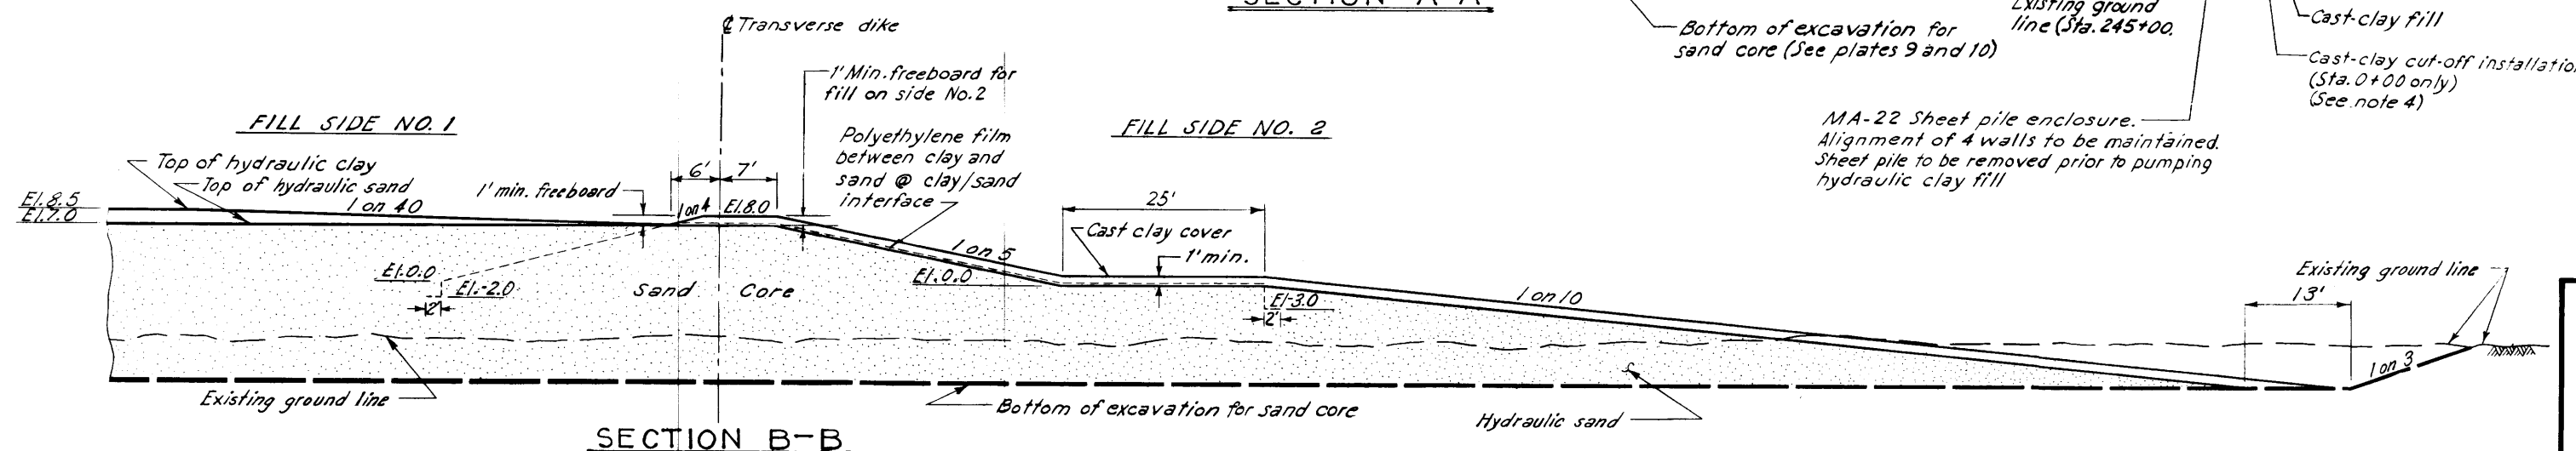 SECTION A-A
℄ Transverse dike
Bottom of excavation for
sand core (See plates 9 and 10)
Existing ground
line (Sta. 245+00.
Cast-clay fill
Cast-clay cut-off installation
(Sta. 0+00 only)
(See note 4)
MA-22 Sheet pile enclosure.
Alignment of 4 walls to be maintained.
Sheet pile to be removed prior to pumping
hydraulic clay fill
1' Min. freeboard for
fill on side No. 2
FILL SIDE NO. 1
FILL SIDE NO. 2
Polyethylene film
between clay and
sand @ clay/sand
interface
Top of hydraulic clay
Top of hydraulic sand
6'
7'
1' min. freeboard
El. 8.5
El. 7.0
1 on 40
1 on 4
El. 8.0
25'
Cast clay cover
1 on 5
1' min.
El. 0.0
El. 0.0
El. -2.0
2'
Sand Core
El. -3.0
2'
1 on 10
Existing ground line
13'
1 on 3
Existing ground line
Bottom of excavation for sand core
Hydraulic sand
SECTION B-B